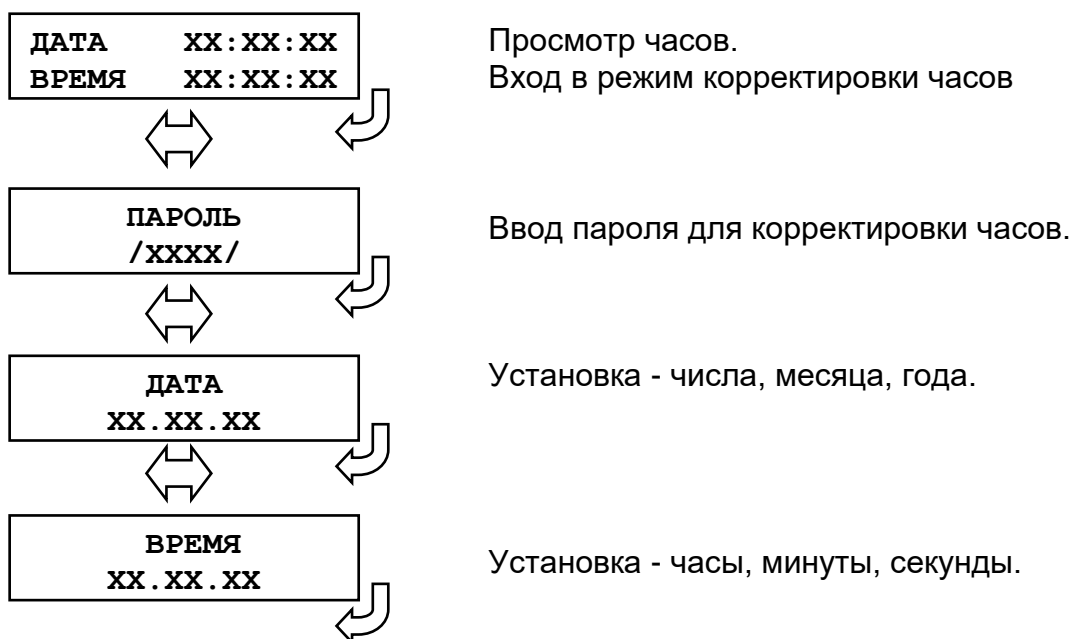 ДАТА XX:XX:XX
ВРЕМЯ XX:XX:XX
Просмотр часов.
Вход в режим корректировки часов
ПАРОЛЬ
/XXXX/
Ввод пароля для корректировки часов.
ДАТА
XX.XX.XX
Установка - числа, месяца, года.
ВРЕМЯ
XX.XX.XX
Установка - часы, минуты, секунды.